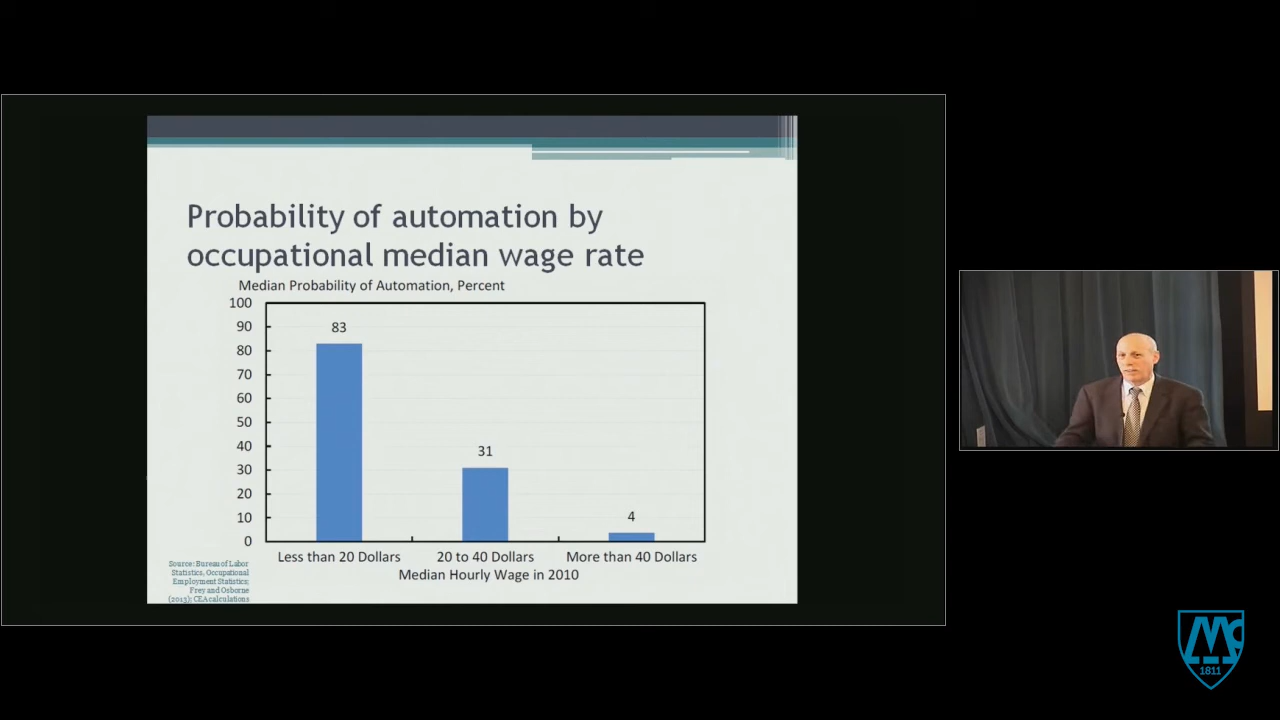 Probability of automation by
occupational median wage rate
Median Probability of Automation, Percent
100
90
80
70
60
50
40
30
20
10
0
83
31
4
Less than 20 Dollars
20 to 40 Dollars
More than 40 Dollars
Median Hourly Wage in 2010
Source: Bureau of Labor
Statistics, Occupational
Employment Statistics;
Frey and Osborne
(2013); CEA calculations
1811